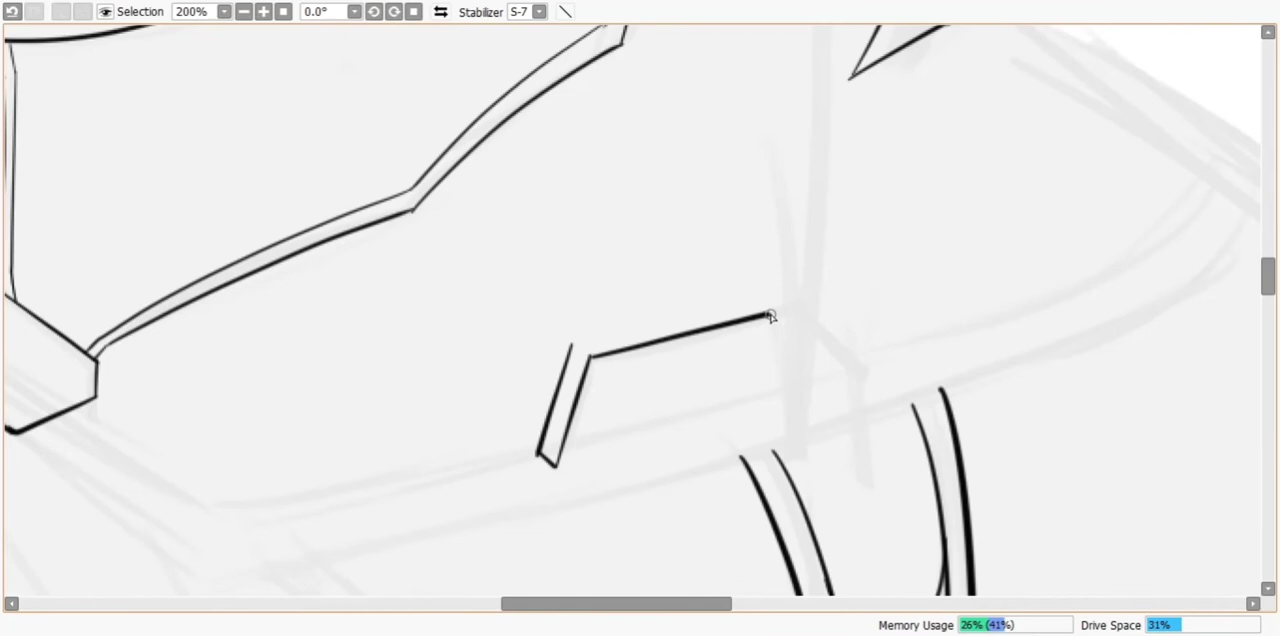 Selection 200% 0.0° Stabilizer S-7
Memory Usage 26% (41%) Drive Space 31%